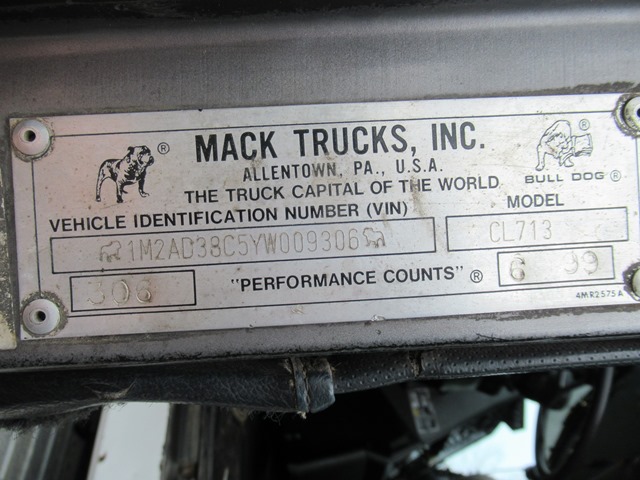 ® MACK TRUCKS, INC. ®
ALLENTOWN, PA., U.S.A.
THE TRUCK CAPITAL OF THE WORLD
BULL DOG ®
VEHICLE IDENTIFICATION NUMBER (VIN)
MODEL
1M2AD38C5YW009306
CL713
306
"PERFORMANCE COUNTS" ®
6 99
4MR2575A